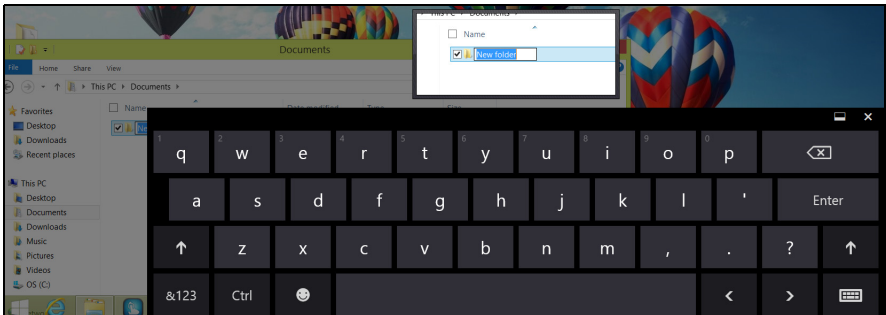 This PC Documents
Name
New folder
Documents
File Home Share View
This PC Documents
Name Date modified Type Size
Ne
Favorites
Desktop
Downloads
Recent places
This PC
Desktop
Documents
Downloads
Music
Pictures
Videos
OS (C:)
1 2 3 4 5 6 7 8 9 0
q w e r t y u i o p
a s d f g h j k l ' Enter
z x c v b n m , . ?
&123 Ctrl < >